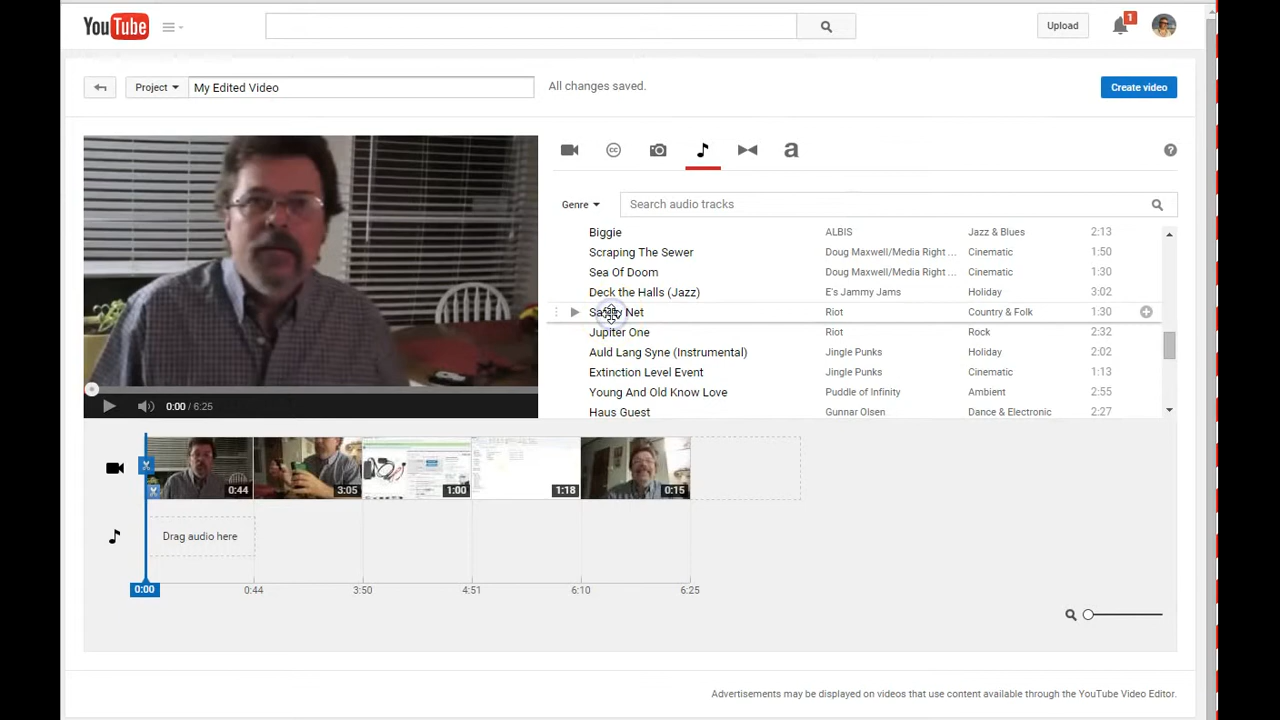 YouTube
Upload
1
Project
My Edited Video
All changes saved.
Create video
CC
a
?
Genre
Search audio tracks
Biggie ALBIS Jazz & Blues 2:13
Scraping The Sewer Doug Maxwell/Media Right ... Cinematic 1:50
Sea Of Doom Doug Maxwell/Media Right ... Cinematic 1:30
Deck the Halls (Jazz) E's Jammy Jams Holiday 3:02
Net Riot Country & Folk 1:30
Jupiter One Riot Rock 2:32
Auld Lang Syne (Instrumental) Jingle Punks Holiday 2:02
Extinction Level Event Jingle Punks Cinematic 1:13
Young And Old Know Love Puddle of Infinity Ambient 2:55
Haus Guest Gunnar Olsen Dance & Electronic 2:27
0:00 / 6:25
0:44 3:05 1:00 1:18 0:15
Drag audio here
0:00 0:44 3:50 4:51 6:10 6:25
Advertisements may be displayed on videos that use content available through the YouTube Video Editor.